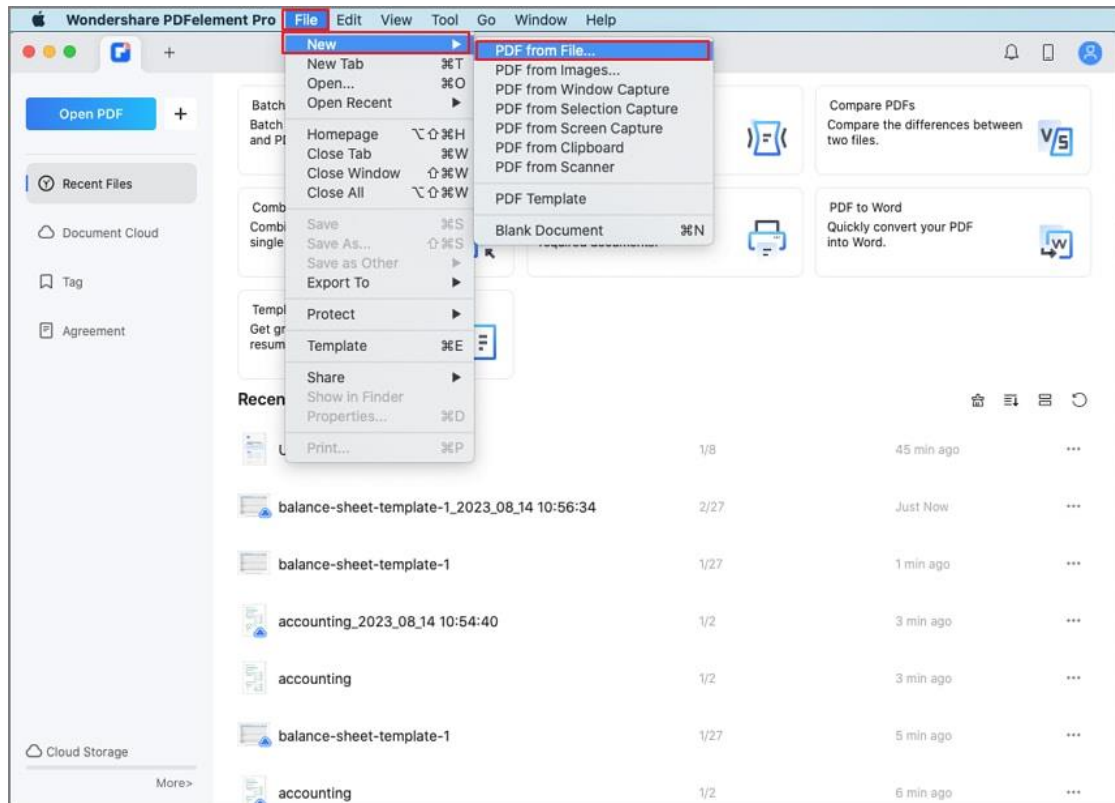 Wondershare PDFelement Pro File Edit View Tool Go Window Help
New
New Tab ⌘T
Open... ⌘O
Open Recent
Homepage ⌥⇧⌘H
Close Tab ⌘W
Close Window ⇧⌘W
Close All ⌥⇧⌘W
Save ⌘S
Save As... ⇧⌘S
Save as Other
Export To
Protect
Template ⌘E
Share
Show in Finder
Properties... ⌘D
Print... ⌘P
PDF from File...
PDF from Images...
PDF from Window Capture
PDF from Selection Capture
PDF from Screen Capture
PDF from Clipboard
PDF from Scanner
PDF Template
Blank Document ⌘N
Open PDF +
Recent Files
Document Cloud
Tag
Agreement
Cloud Storage
More>
Batch
Batch
and
Compare PDFs
Compare the differences between
two files.
V/S
single
PDF to Word
Quickly convert your PDF
into Word.
W
Get
1/8 45 min ago
balance-sheet-template-1_2023_08_14 10:56:34 2/27 Just Now
balance-sheet-template-1 1/27 1 min ago
accounting_2023_08_14 10:54:40 1/2 3 min ago
accounting 1/2 3 min ago
balance-sheet-template-1 1/27 5 min ago
accounting 1/2 6 min ago